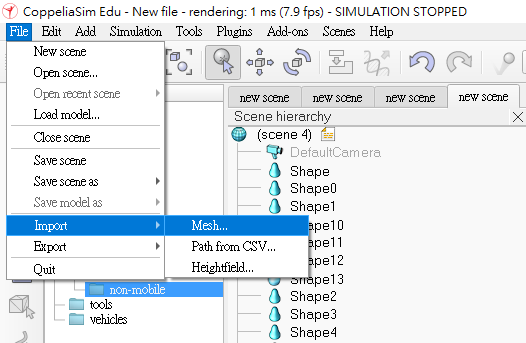 CoppeliaSim Edu - New file - rendering: 1 ms (7.9 fps) - SIMULATION STOPPED
File Edit Add Simulation Tools Plugins Add-ons Scenes Help
New scene
Open scene...
Open recent scene
Load model...
Close scene
Save scene
Save scene as
Save model as
Import
Export
Quit
Mesh...
Path from CSV...
Heightfield...
non-mobile
tools
vehicles
new scene new scene new scene new scene
Scene hierarchy
(scene 4)
DefaultCamera
Shape
Shape0
Shape1
Shape10
Shape11
Shape12
Shape13
Shape2
Shape3
Shape4